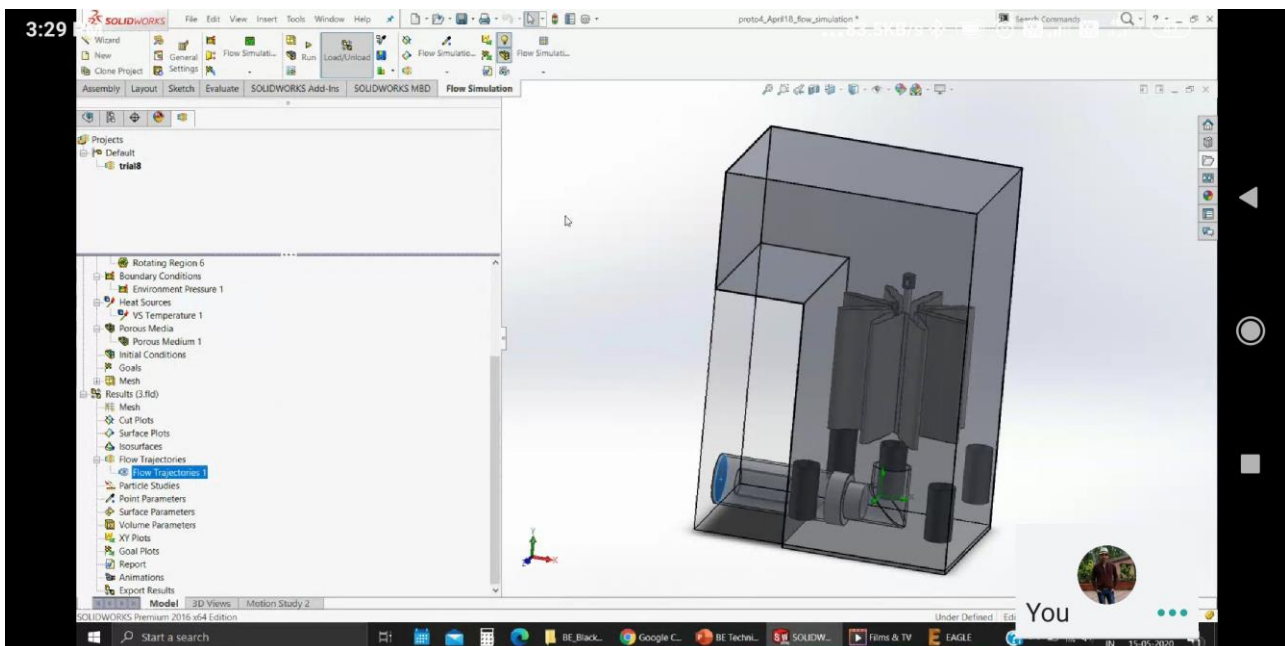 3:29
SOLIDWORKS File Edit View Insert Tools Window Help
proto4_April18_flow_simulation *
Search Commands
Wizard
New
Clone Project
General Settings
Flow Simulati...
Run
Load/Unload
Flow Simulatio...
Flow Simulati...
Assembly Layout Sketch Evaluate SOLIDWORKS Add-Ins SOLIDWORKS MBD Flow Simulation
Projects
Default
trial8
Rotating Region 6
Boundary Conditions
Environment Pressure 1
Heat Sources
VS Temperature 1
Porous Media
Porous Medium 1
Initial Conditions
Goals
Mesh
Results (3.fld)
Mesh
Cut Plots
Surface Plots
Isosurfaces
Flow Trajectories
Flow Trajectories 1
Particle Studies
Point Parameters
Surface Parameters
Volume Parameters
XY Plots
Goal Plots
Report
Animations
Export Results
Model 3D Views Motion Study 2
SOLIDWORKS Premium 2016 x64 Edition
Under Defined
You
Start a search
BE_Black...
Google C...
BE Techni...
SOLIDW...
Films & TV
EAGLE
IN 15-05-2020